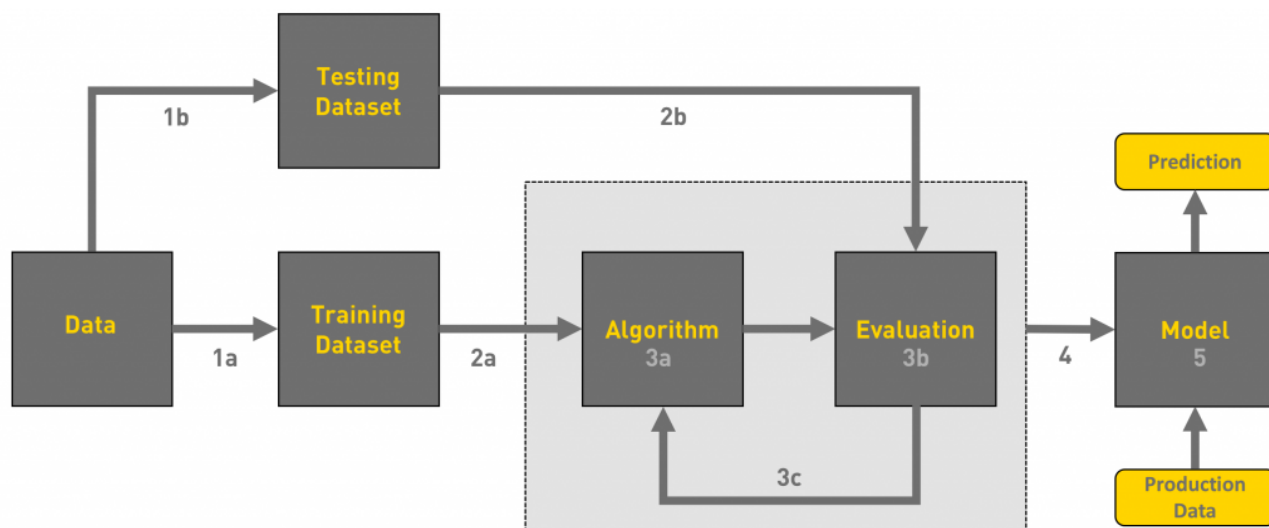 Testing
Dataset
1b
2b
Prediction
Data
1a
Training
Dataset
2a
Algorithm
3a
Evaluation
3b
4
Model
5
3c
Production
Data